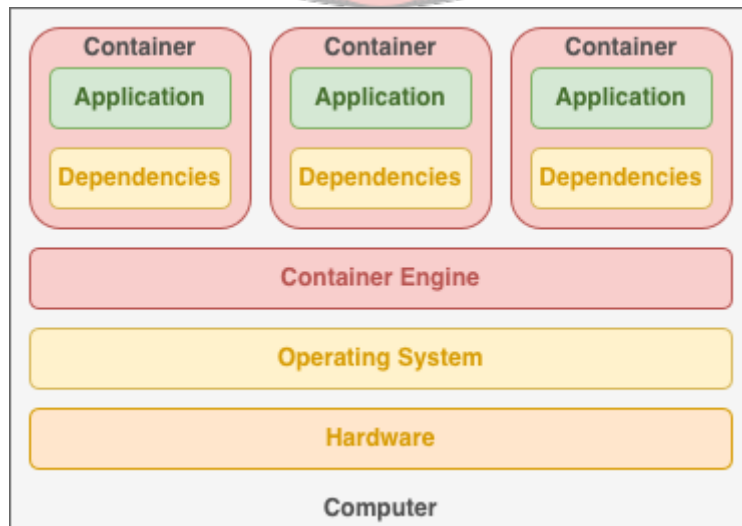 Container Container Container
Application Application Application
Dependencies Dependencies Dependencies
Container Engine
Operating System
Hardware
Computer